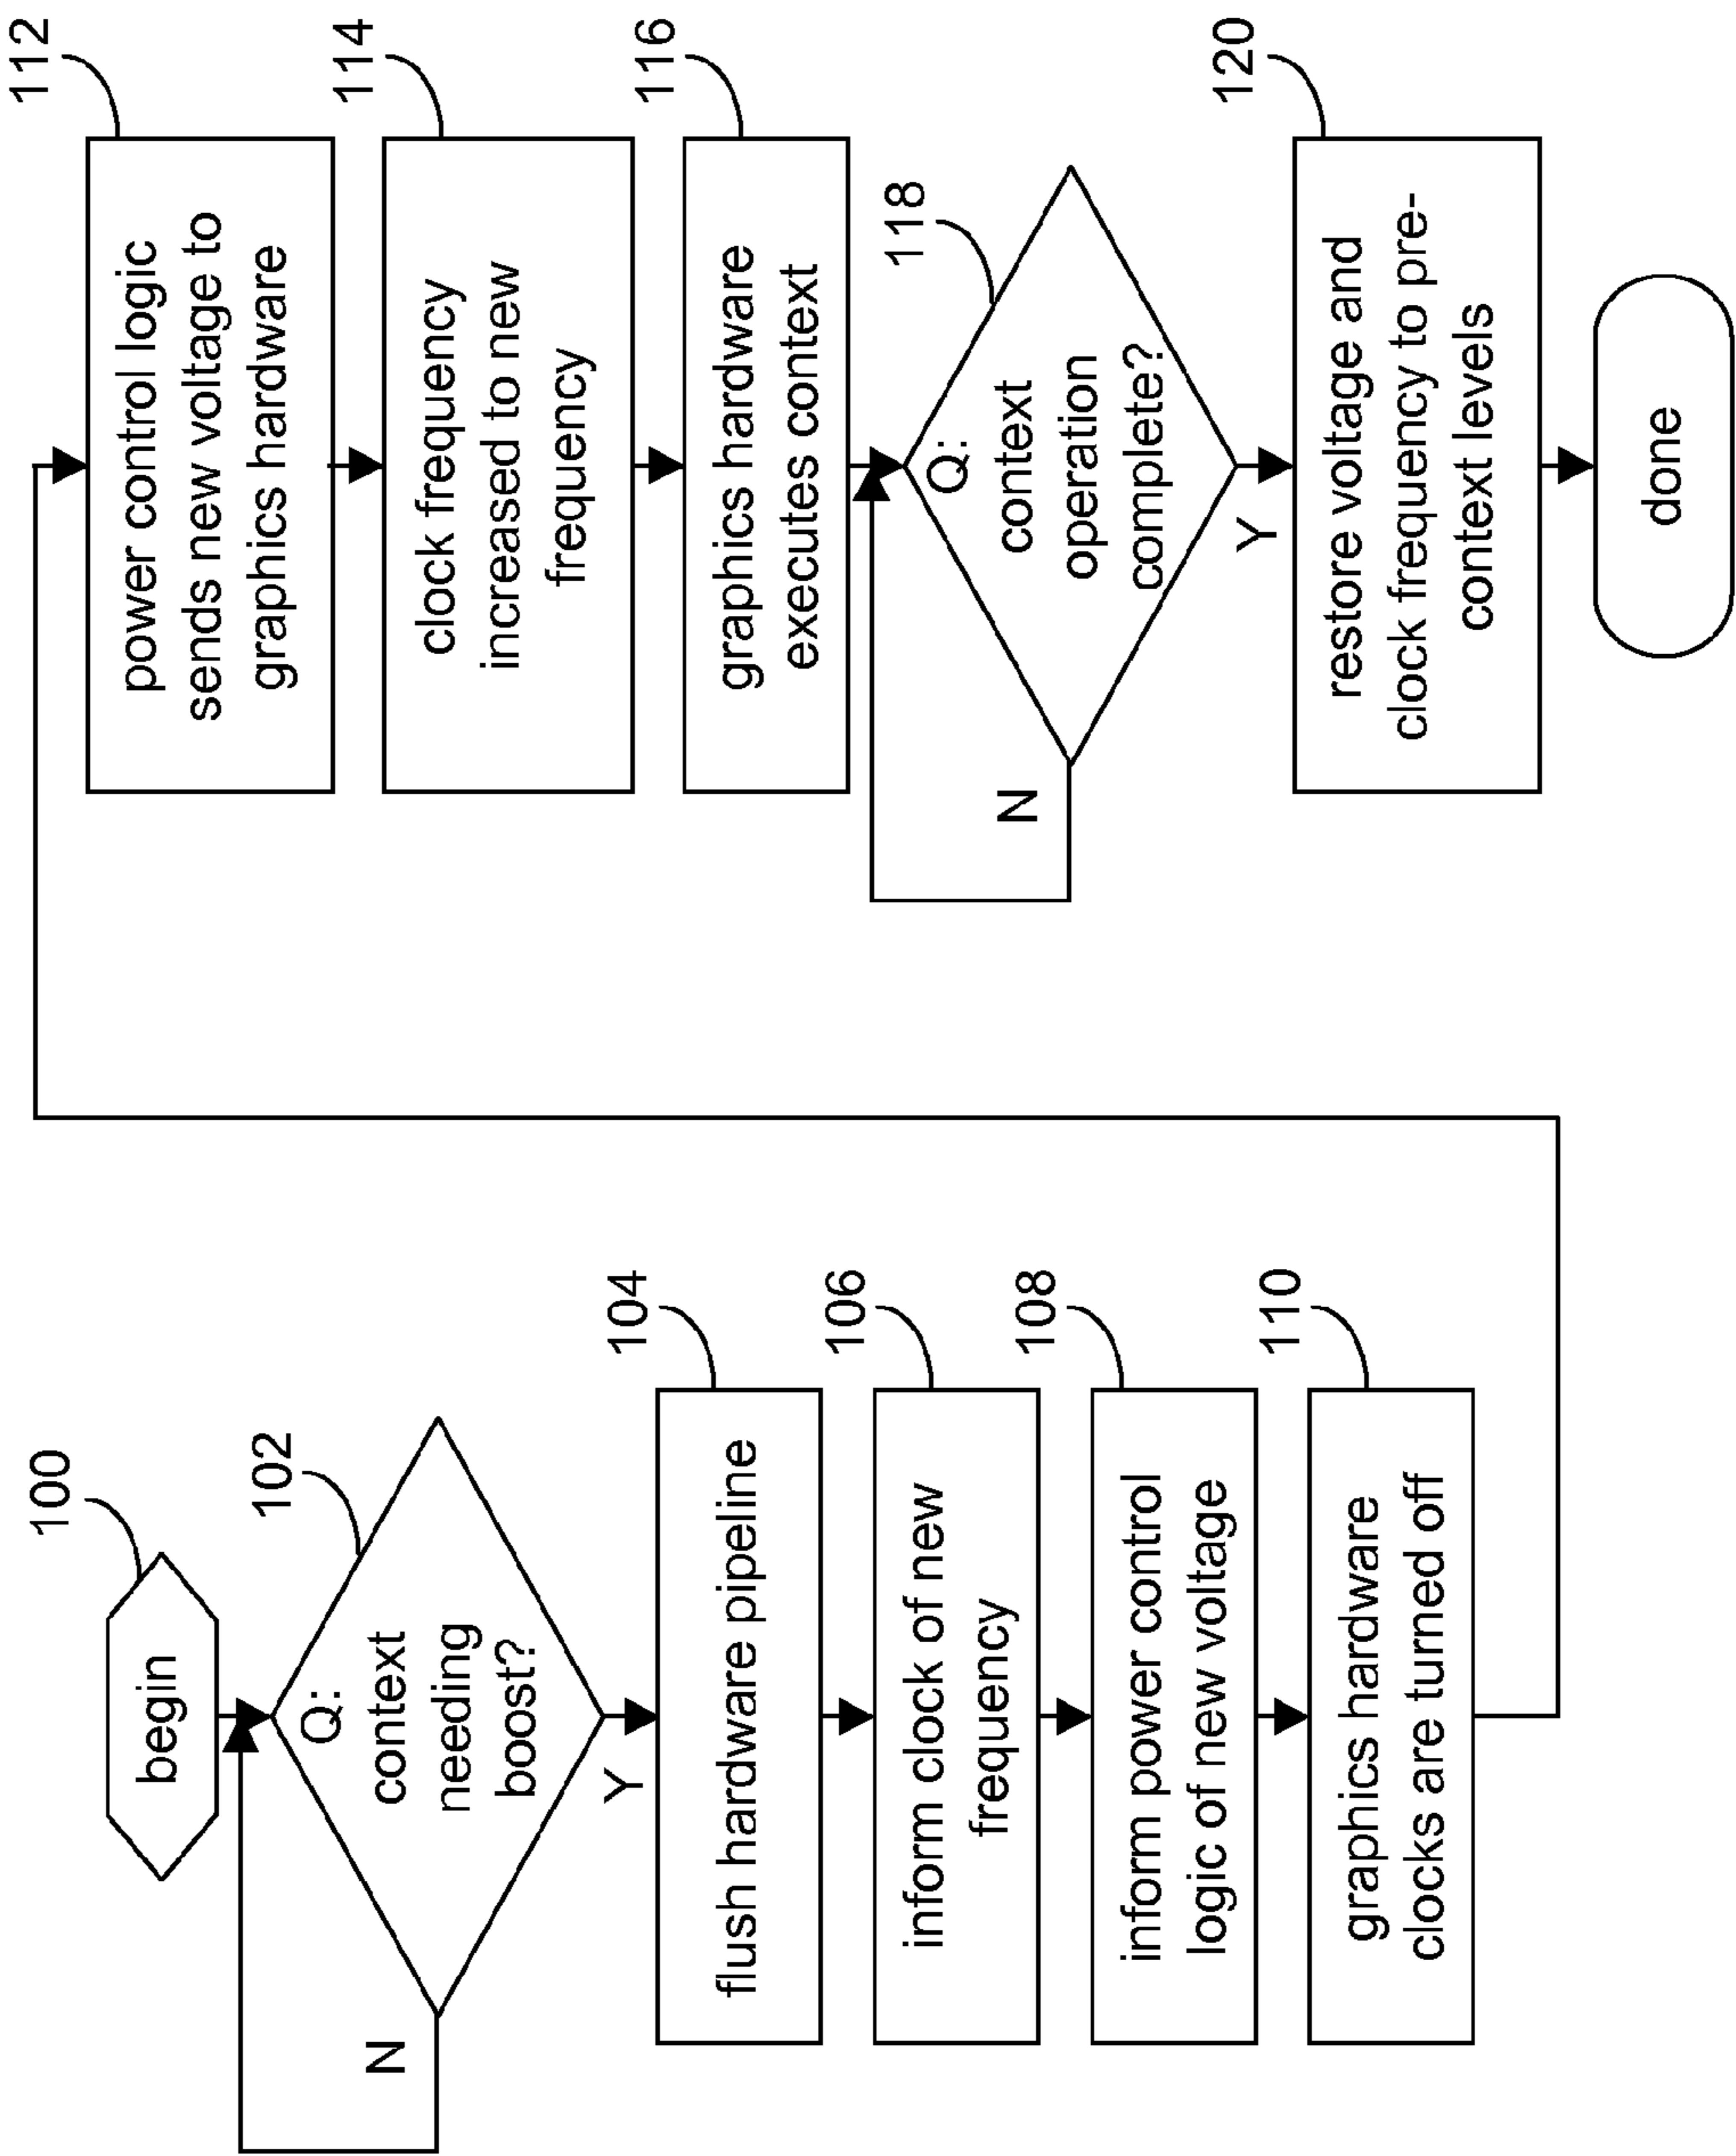 100
begin
102
Q:
context
needing
boost?
N
Y
104
flush hardware pipeline
106
inform clock of new
frequency
108
inform power control
logic of new voltage
110
graphics hardware
clocks are turned off
112
power control logic
sends new voltage to
graphics hardware
114
clock frequency
increased to new
frequency
116
graphics hardware
executes context
118
Q:
context
operation
complete?
N
Y
120
restore voltage and
clock frequency to pre-
context levels
done